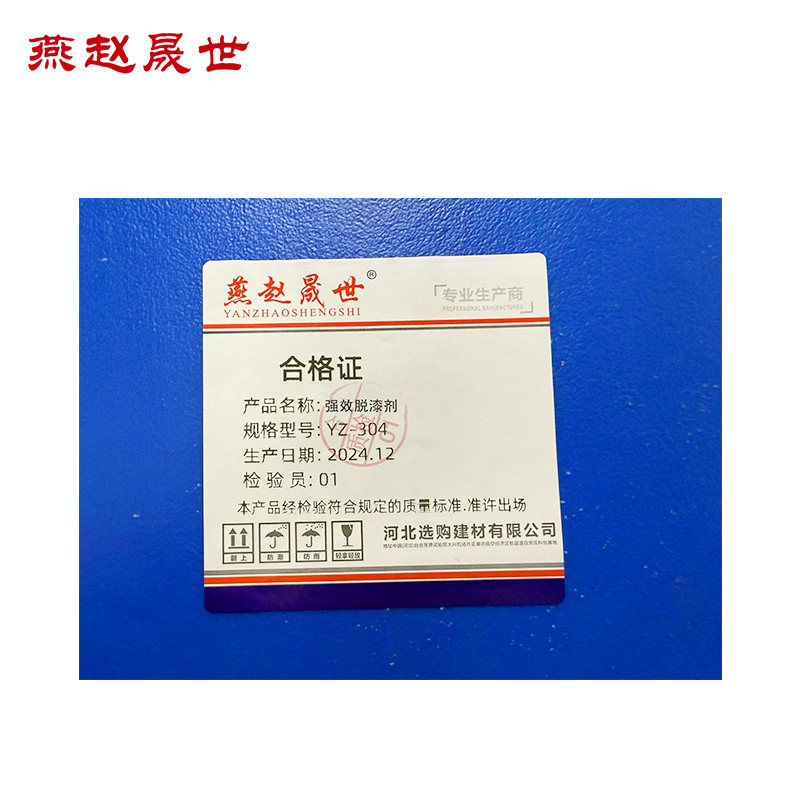 燕赵晟世
燕赵晟世®
YANZHAOSHENGSHI
专业生产商
PROFESSIONAL MANUFACTURER
合格证
产品名称: 强效脱漆剂
规格型号: YZ-304
生产日期: 2024.12
检验员: 01
本产品经检验符合规定的质量标准.准许出场
朝上
防潮
防雨
轻拿轻放
河北选购建材有限公司